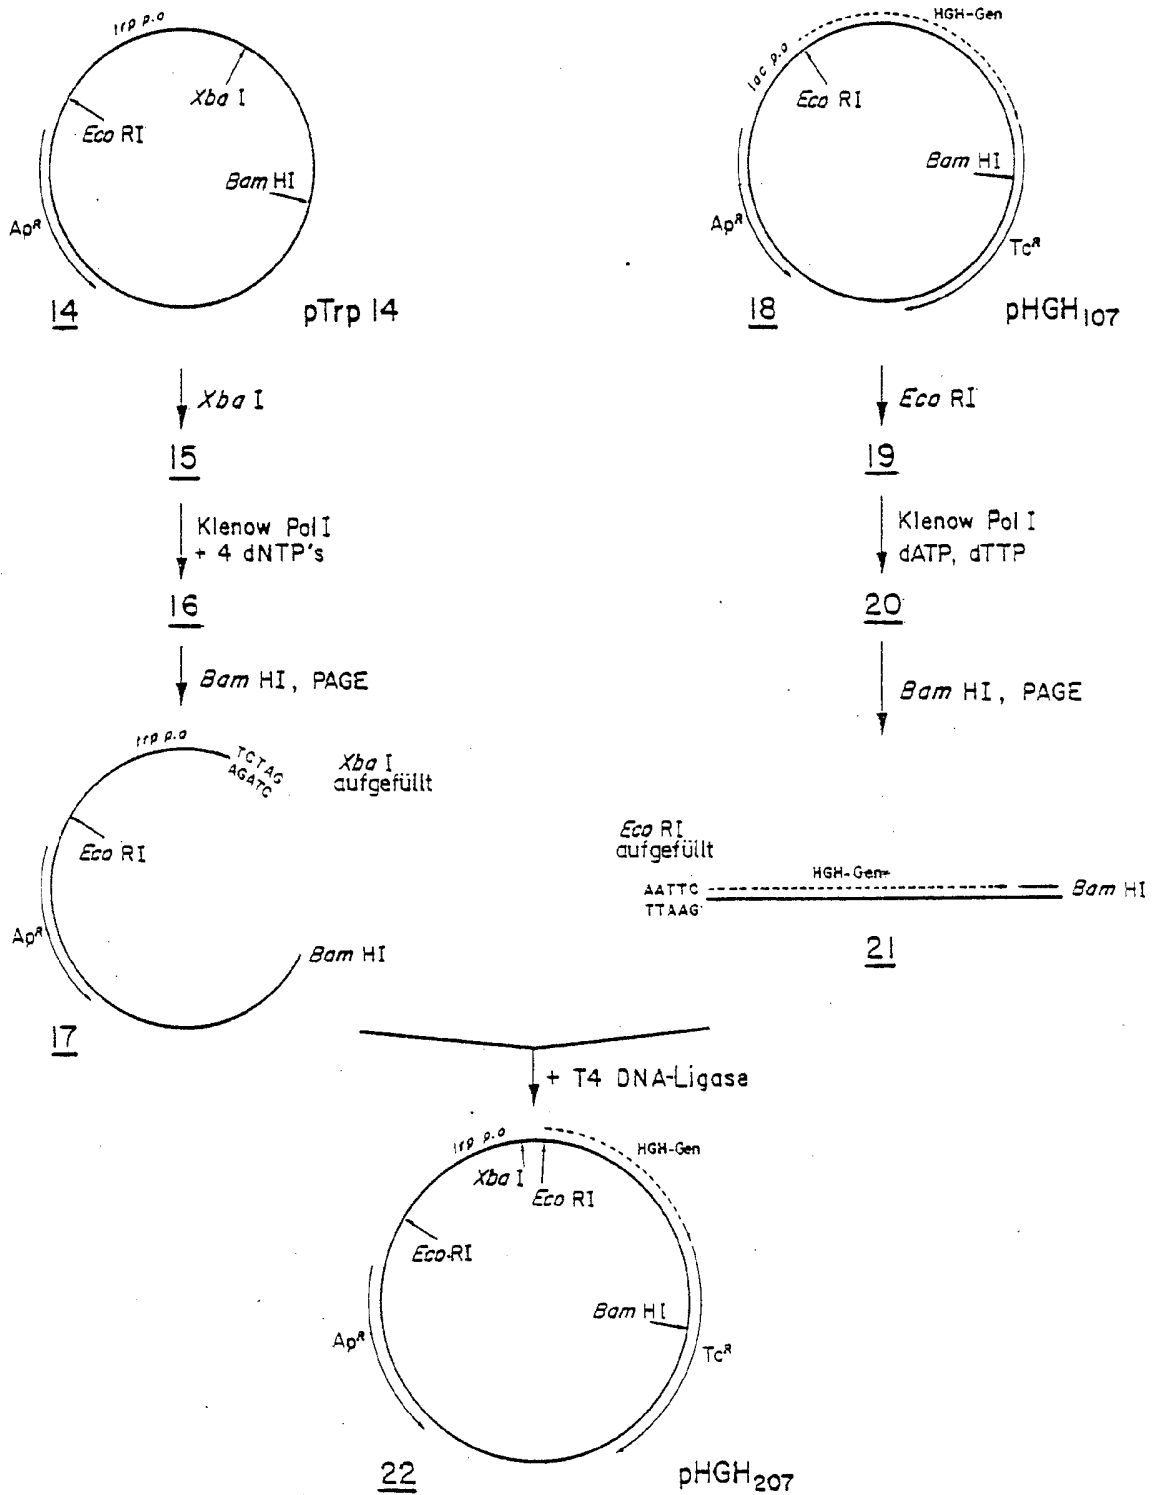 trp p.o
Xba I
Eco RI
Bam HI
Ap^R
14
pTrp 14
HGH-Gen
lac p.o
Eco RI
Bam HI
Ap^R
Tc^R
18
pHGH107
Xba I
15
Klenow Pol I
+ 4 dNTP's
16
Bam HI, PAGE
Eco RI
19
Klenow Pol I
dATP, dTTP
20
Bam HI, PAGE
trp p.o
TCTAG
AGATC
Xba I
aufgefüllt
Eco RI
Ap^R
Bam HI
17
Eco RI
aufgefüllt
HGH-Gen
AATTC
TTAAG
Bam HI
21
+ T4 DNA-Ligase
trp p.o
HGH-Gen
Xba I
Eco RI
Eco RI
Bam HI
Ap^R
Tc^R
22
pHGH207